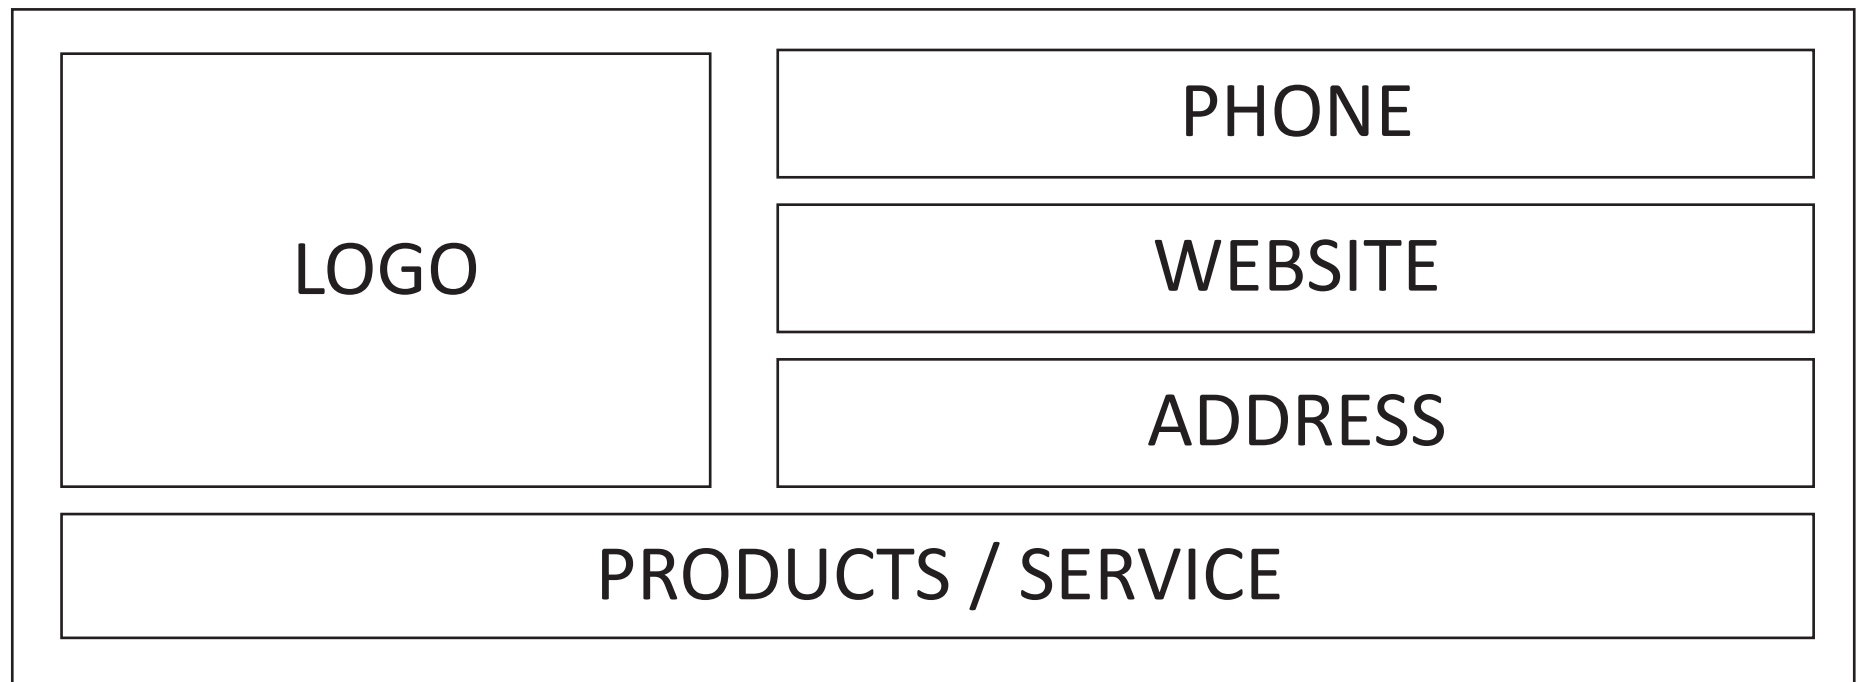 LOGO
PHONE
WEBSITE
ADDRESS
PRODUCTS / SERVICE